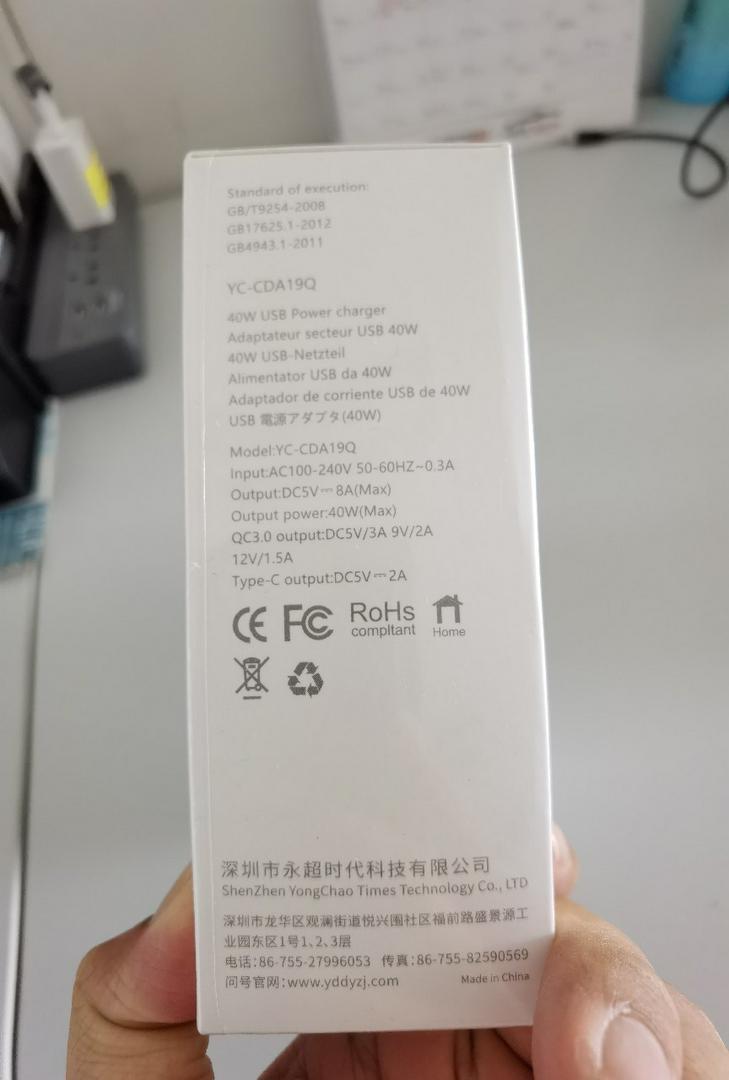 Standard of execution:
GB/T9254-2008
GB17625.1-2012
GB4943.1-2011
YC-CDA19Q
40W USB Power charger
Adaptateur secteur USB 40W
40W USB-Netzteil
Alimentator USB da 40W
Adaptador de corriente USB de 40W
USB 電源アダプタ(40W)
Model:YC-CDA19Q
Input:AC100-240V 50-60HZ~0.3A
Output:DC5V⎓8A(Max)
Output power:40W(Max)
QC3.0 output:DC5V/3A 9V/2A
12V/1.5A
Type-C output:DC5V⎓2A
CE FC RoHs
compltant Home
深圳市永超时代科技有限公司
ShenZhen YongChao Times Technology Co., LTD
深圳市龙华区观澜街道悦兴围社区福前路盛景源工
业园东区1号1、2、3层
电话:86-755-27996053 传真:86-755-82590569
问号官网:www.yddyzj.com Made in China